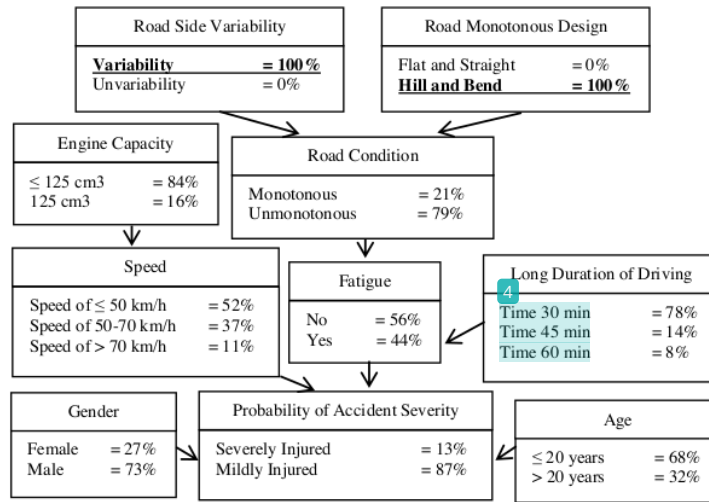 Road Side Variability
Variability = 100%
Unvariability = 0%
Road Monotonous Design
Flat and Straight = 0%
Hill and Bend = 100%
Engine Capacity
≤ 125 cm3 = 84%
125 cm3 = 16%
Road Condition
Monotonous = 21%
Unmonotonous = 79%
Speed
Speed of ≤ 50 km/h = 52%
Speed of 50-70 km/h = 37%
Speed of > 70 km/h = 11%
Fatigue
No = 56%
Yes = 44%
Long Duration of Driving
4
Time 30 min = 78%
Time 45 min = 14%
Time 60 min = 8%
Gender
Female = 27%
Male = 73%
Probability of Accident Severity
Severely Injured = 13%
Mildly Injured = 87%
Age
≤ 20 years = 68%
> 20 years = 32%